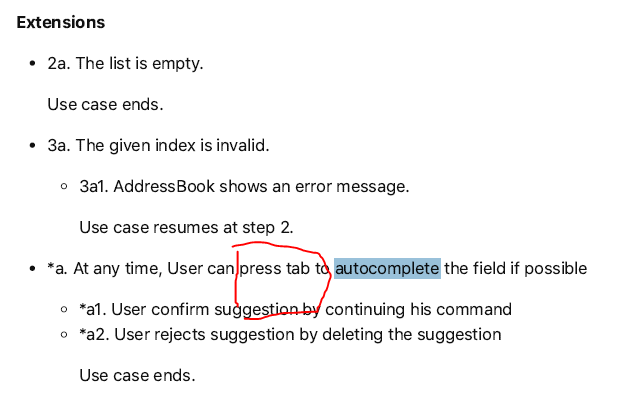 Extensions
• 2a. The list is empty.
Use case ends.
• 3a. The given index is invalid.
◦ 3a1. AddressBook shows an error message.
Use case resumes at step 2.
• *a. At any time, User can press tab to autocomplete the field if possible
◦ *a1. User confirm suggestion by continuing his command
◦ *a2. User rejects suggestion by deleting the suggestion
Use case ends.